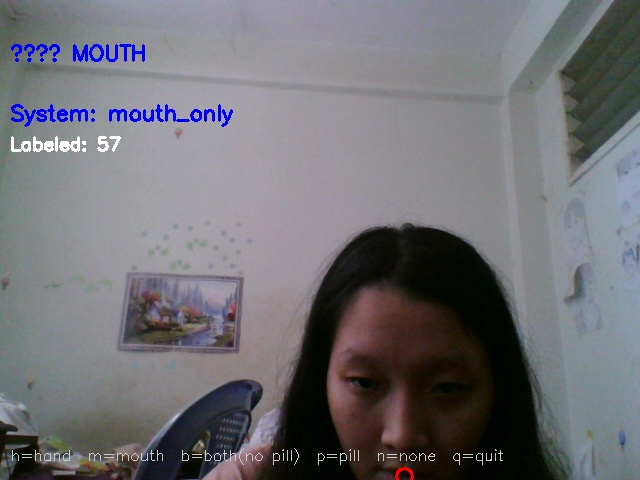 ???? MOUTH
System: mouth_only
Labeled: 57
h=hand m=mouth b=both(no pill) p=pill n=none q=quit